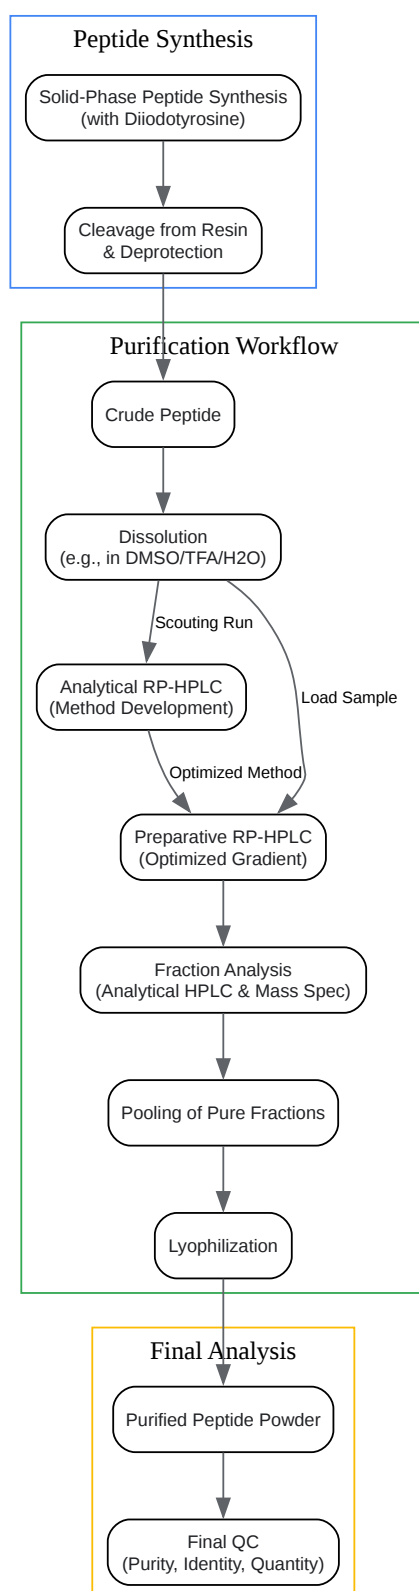 Peptide Synthesis
Solid-Phase Peptide Synthesis
(with Diiodotyrosine)
Cleavage from Resin
& Deprotection
Purification Workflow
Crude Peptide
Dissolution
(e.g., in DMSO/TFA/H2O)
Scouting Run
Analytical RP-HPLC
(Method Development)
Load Sample
Optimized Method
Preparative RP-HPLC
(Optimized Gradient)
Fraction Analysis
(Analytical HPLC & Mass Spec)
Pooling of Pure Fractions
Lyophilization
Final Analysis
Purified Peptide Powder
Final QC
(Purity, Identity, Quantity)